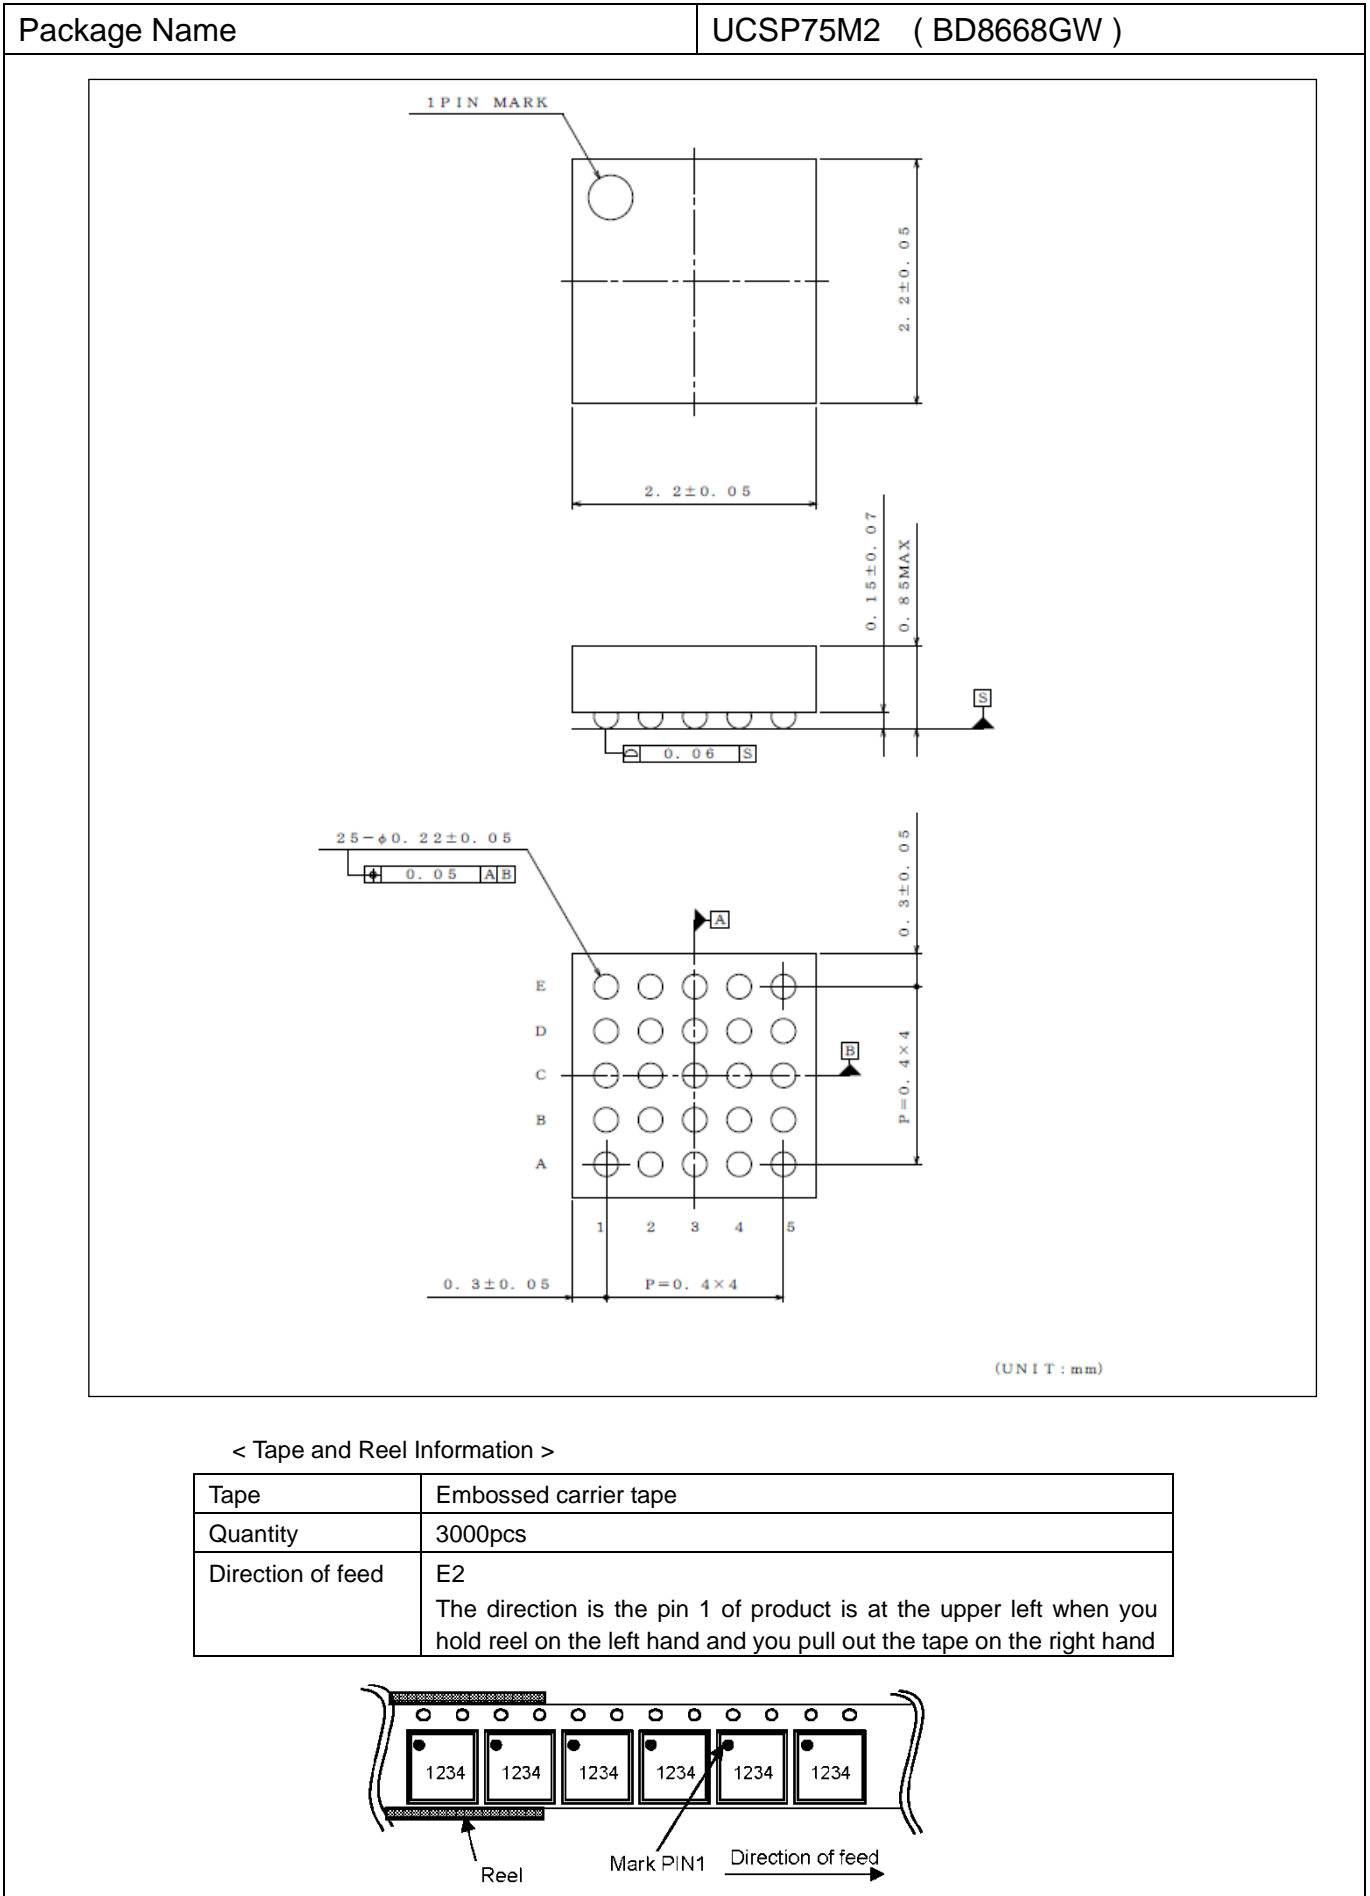 Package Name
UCSP75M2 ( BD8668GW )
1PIN MARK
2. 2±0. 05
2. 2±0. 05
0. 15±0. 07
0. 85MAX
S
0. 06 S
25-φ0. 22±0. 05
0. 05 A B
0. 3±0. 05
A
E
D
B
C
P=0. 4×4
B
A
1 2 3 4 5
0. 3±0. 05
P=0. 4×4
(UNIT:mm)
< Tape and Reel Information >
Tape
Embossed carrier tape
Quantity
3000pcs
Direction of feed
E2
The direction is the pin 1 of product is at the upper left when you
hold reel on the left hand and you pull out the tape on the right hand
1234 1234 1234 1234 1234 1234
Reel
Mark PIN1
Direction of feed